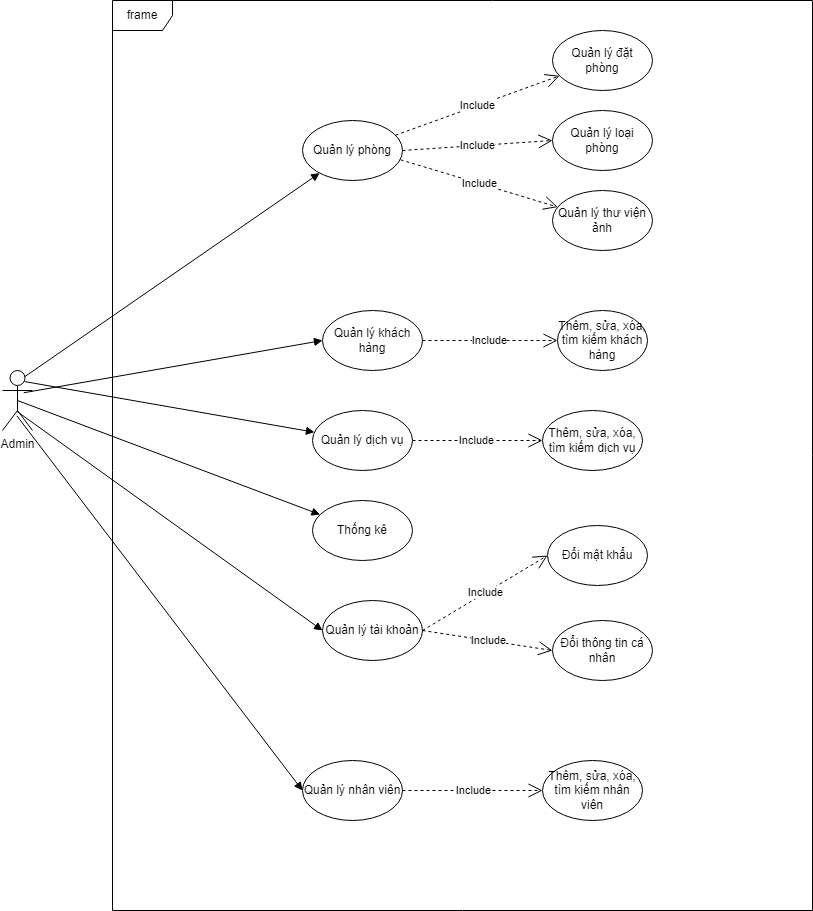 frame
Quản lý đặt
phòng
Include
Quản lý phòng
Include
Quản lý loại
phòng
Include
Quản lý thư viện
ảnh
Quản lý khách
hàng
Include
Thêm, sửa, xóa,
tìm kiếm khách
hàng
Admin
Quản lý dịch vụ
Include
Thêm, sửa, xóa,
tìm kiếm dịch vụ
Thống kê
Đổi mật khẩu
Include
Quản lý tài khoản
Include
Đổi thông tin cá
nhân
Quản lý nhân viên
Include
Thêm, sửa, xóa,
tìm kiếm nhân
viên